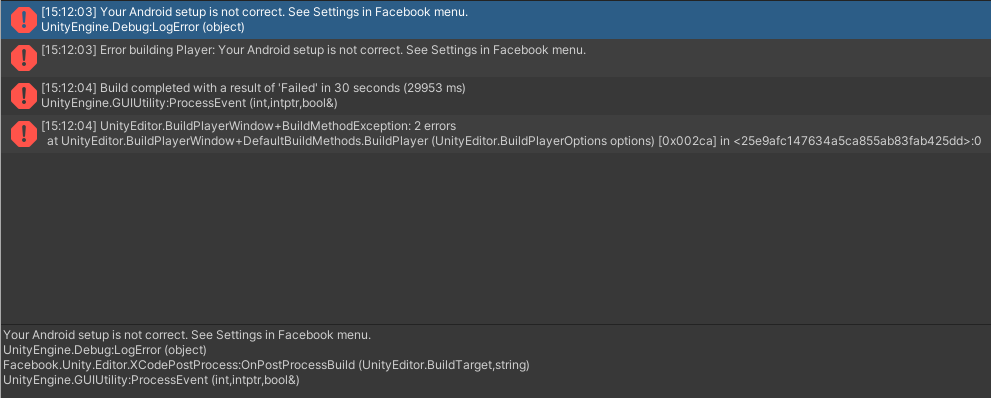 [15:12:03] Your Android setup is not correct. See Settings in Facebook menu.
UnityEngine.Debug:LogError (object)
[15:12:03] Error building Player: Your Android setup is not correct. See Settings in Facebook menu.
[15:12:04] Build completed with a result of 'Failed' in 30 seconds (29953 ms)
UnityEngine.GUIUtility:ProcessEvent (int,intptr,bool&)
[15:12:04] UnityEditor.BuildPlayerWindow+BuildMethodException: 2 errors
at UnityEditor.BuildPlayerWindow+DefaultBuildMethods.BuildPlayer (UnityEditor.BuildPlayerOptions options) [0x002ca] in <25e9afc147634a5ca855ab83fab425dd>:0
Your Android setup is not correct. See Settings in Facebook menu.
UnityEngine.Debug:LogError (object)
Facebook.Unity.Editor.XCodePostProcess:OnPostProcessBuild (UnityEditor.BuildTarget,string)
UnityEngine.GUIUtility:ProcessEvent (int,intptr,bool&)